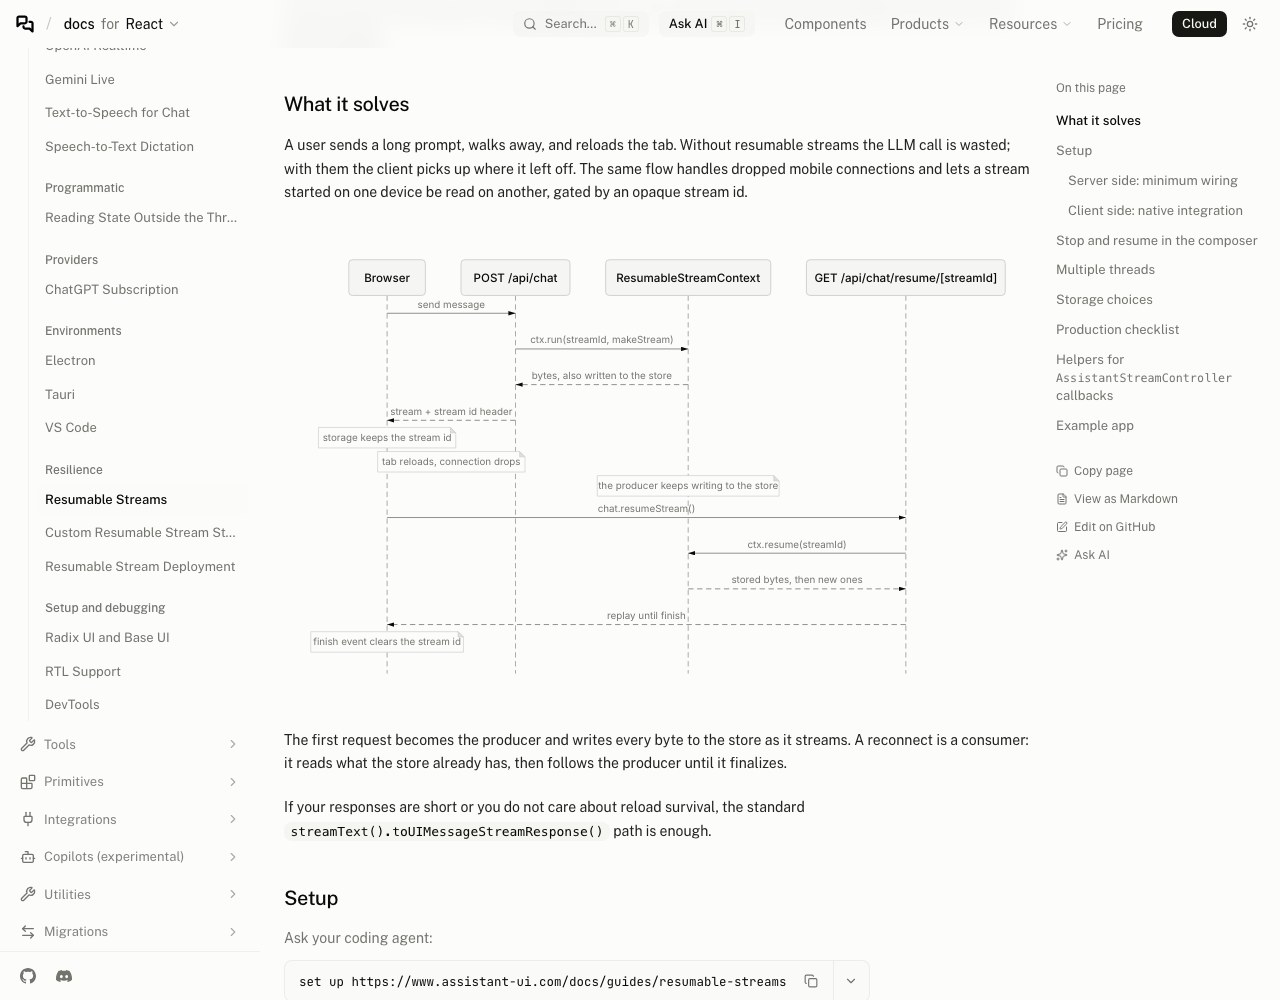 docs for React
Search... ⌘ K
Ask AI ⌘ I
Components
Products
Resources
Pricing
Cloud
OpenAI Realtime
Gemini Live
Text-to-Speech for Chat
Speech-to-Text Dictation
Programmatic
Reading State Outside the Thr...
Providers
ChatGPT Subscription
Environments
Electron
Tauri
VS Code
Resilience
Resumable Streams
Custom Resumable Stream St...
Resumable Stream Deployment
Setup and debugging
Radix UI and Base UI
RTL Support
DevTools
Tools
Primitives
Integrations
Copilots (experimental)
Utilities
Migrations
What it solves
A user sends a long prompt, walks away, and reloads the tab. Without resumable streams the LLM call is wasted;
with them the client picks up where it left off. The same flow handles dropped mobile connections and lets a stream
started on one device be read on another, gated by an opaque stream id.
Browser
POST /api/chat
ResumableStreamContext
GET /api/chat/resume/[streamId]
send message
ctx.run(streamId, makeStream)
bytes, also written to the store
stream + stream id header
storage keeps the stream id
tab reloads, connection drops
the producer keeps writing to the store
chat.resumeStream()
ctx.resume(streamId)
stored bytes, then new ones
replay until finish
finish event clears the stream id
The first request becomes the producer and writes every byte to the store as it streams. A reconnect is a consumer:
it reads what the store already has, then follows the producer until it finalizes.
If your responses are short or you do not care about reload survival, the standard
streamText().toUIMessageStreamResponse() path is enough.
Setup
Ask your coding agent:
set up https://www.assistant-ui.com/docs/guides/resumable-streams
On this page
What it solves
Setup
Server side: minimum wiring
Client side: native integration
Stop and resume in the composer
Multiple threads
Storage choices
Production checklist
Helpers for
AssistantStreamController
callbacks
Example app
Copy page
View as Markdown
Edit on GitHub
Ask AI